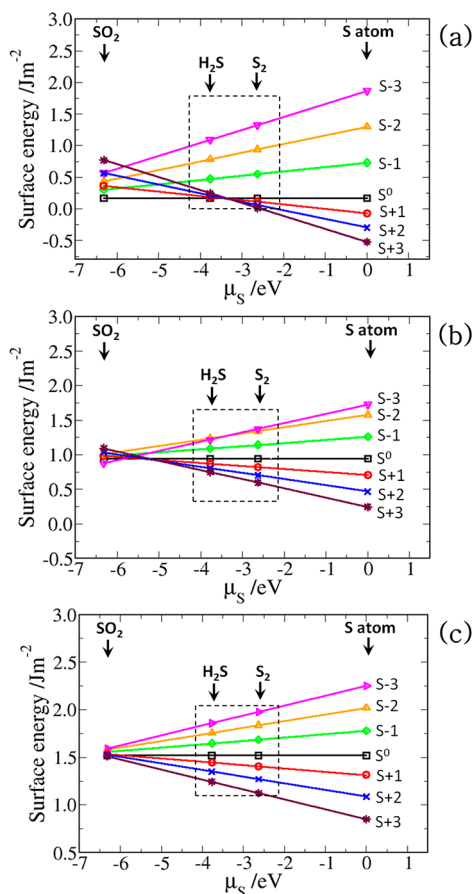 SO2
S atom
(a)
H2S
S2
2.0
1.5
1.0
0.5
0.0
-0.5
Surface energy /Jm-2
S-3
S-2
S-1
S0
S+1
S+2
S+3
-7 -6 -5 -4 -3 -2 -1 0 1
μS /eV
SO2
S atom
(b)
H2S
S2
3.0
2.5
2.0
1.5
1.0
0.5
0.0
-0.5
Surface energy /Jm-2
S-3
S-2
S-1
S0
S+1
S+2
S+3
-7 -6 -5 -4 -3 -2 -1 0 1
μS /eV
SO2
S atom
(c)
H2S
S2
3.0
2.5
2.0
1.5
1.0
0.5
Surface energy /Jm-2
S-3
S-2
S-1
S0
S+1
S+2
S+3
-7 -6 -5 -4 -3 -2 -1 0 1
μS /eV